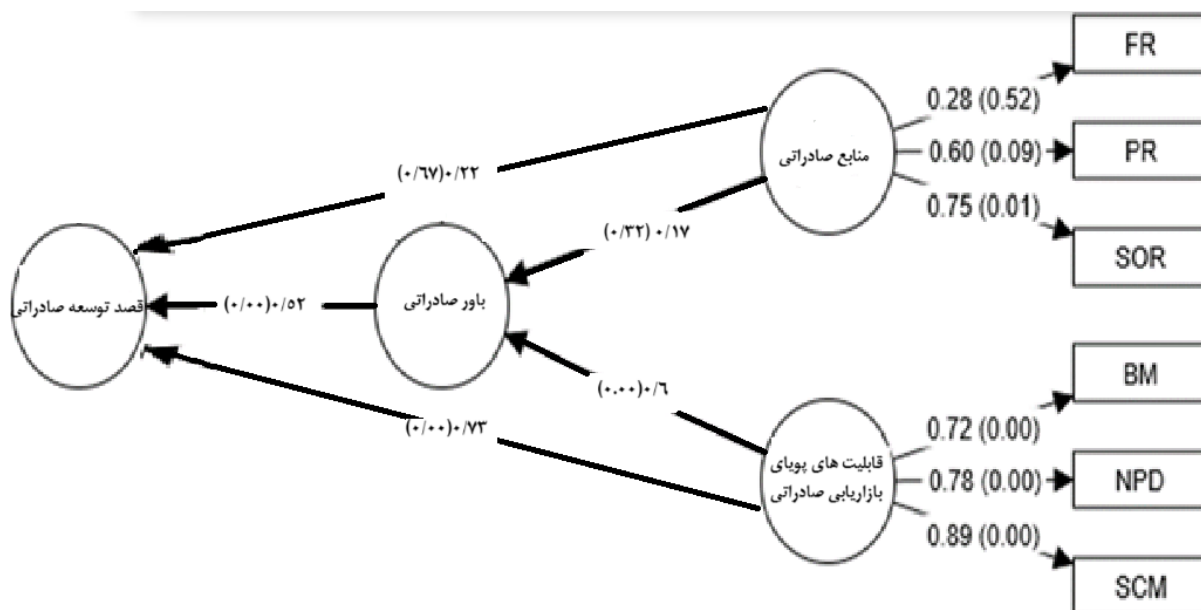 FR
0.28 (0.52)
منابع صادراتی
PR
0.60 (0.09)
(۰/۶۷)۰/۲۲
0.75 (0.01)
(۰/۳۲) ۰/۱۷
SOR
قصد توسعه صادراتی
(۰/۰۰)۰/۵۲
باور صادراتی
BM
(۰.۰۰)۰/۶
0.72 (0.00)
(۰/۰۰)۰/۷۳
قابلیت های پویای
بازاریابی صادراتی
0.78 (0.00)
NPD
0.89 (0.00)
SCM